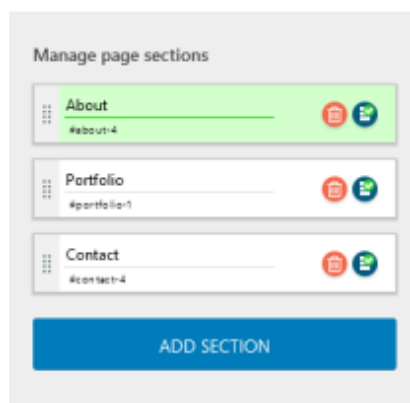 Manage page sections
About
#about-4
Portfolio
#portfolio-1
Contact
#contact-4
ADD SECTION